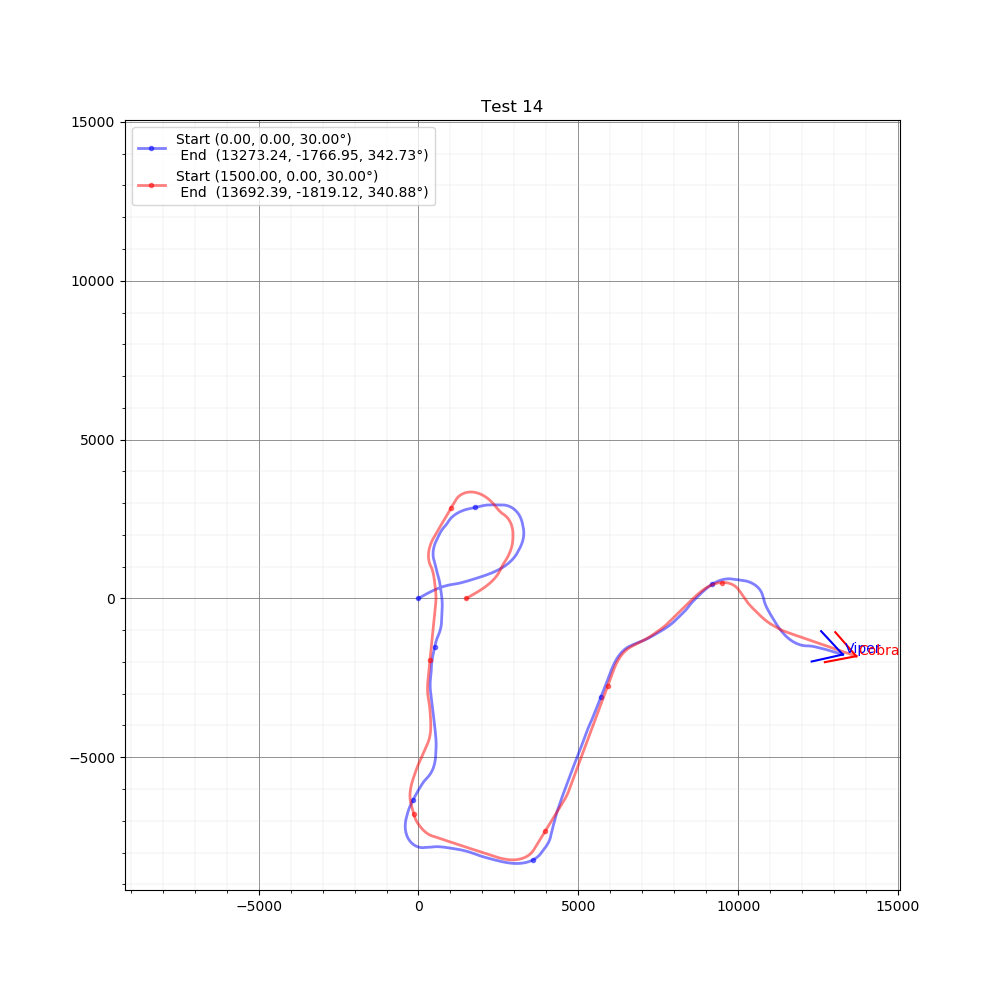 Test 14
Start (0.00, 0.00, 30.00°)
End  (13273.24, -1766.95, 342.73°)
Start (1500.00, 0.00, 30.00°)
End  (13692.39, -1819.12, 340.88°)
15000
10000
5000
0
−5000
Viper
Cobra
−5000
0
5000
10000
15000